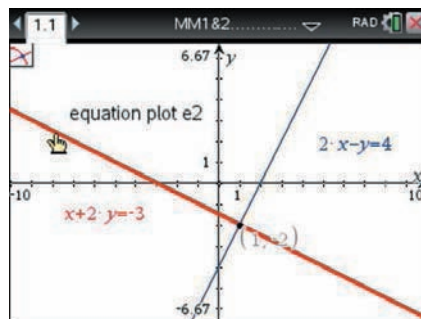 1.1 MM1&2 RAD
6.67 y
equation plot e2
2· x−y=4
1
x
-10 1 10
x+2· y=-3
(1,-2)
-6.67